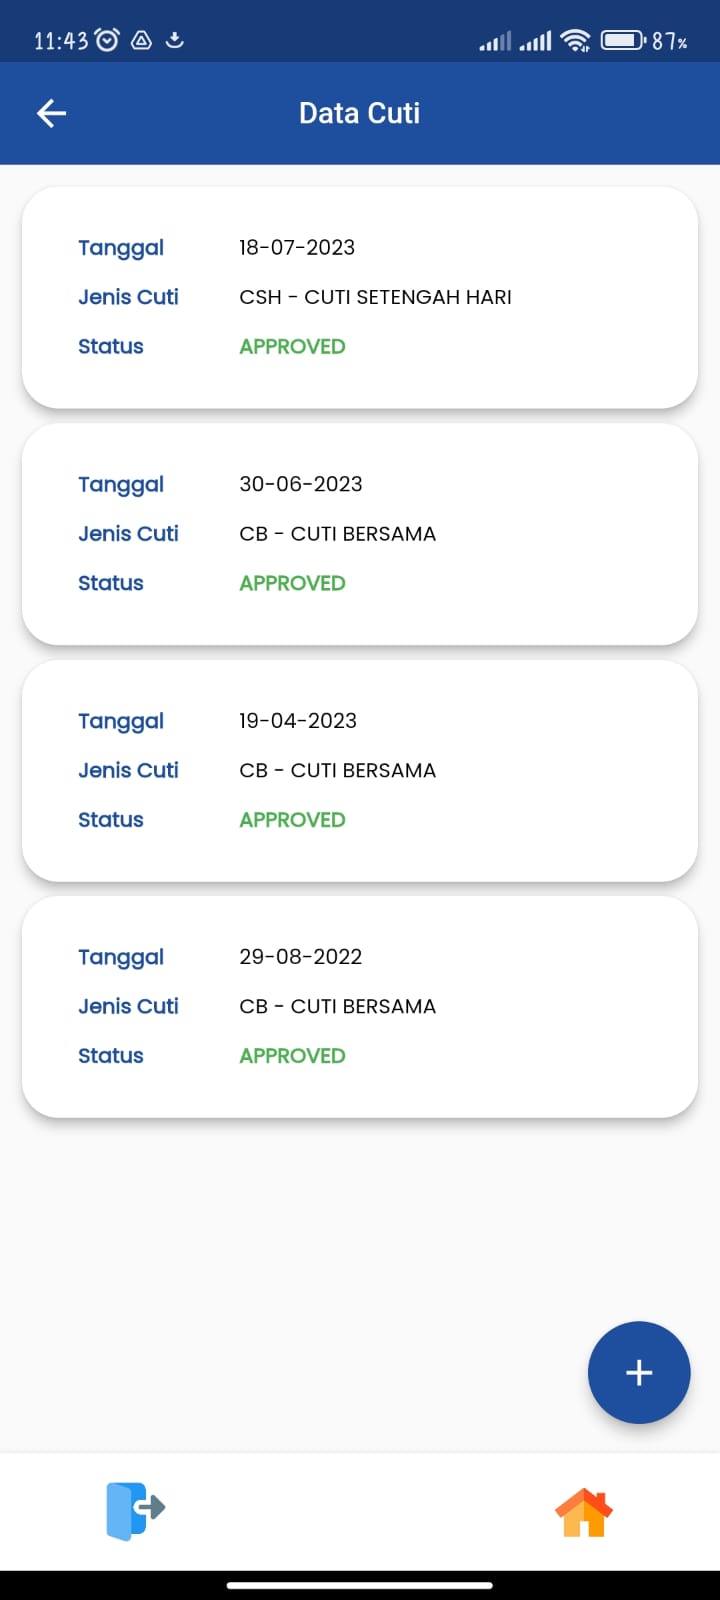 11:43 87%
Data Cuti
Tanggal 18-07-2023
Jenis Cuti CSH - CUTI SETENGAH HARI
Status APPROVED
Tanggal 30-06-2023
Jenis Cuti CB - CUTI BERSAMA
Status APPROVED
Tanggal 19-04-2023
Jenis Cuti CB - CUTI BERSAMA
Status APPROVED
Tanggal 29-08-2022
Jenis Cuti CB - CUTI BERSAMA
Status APPROVED